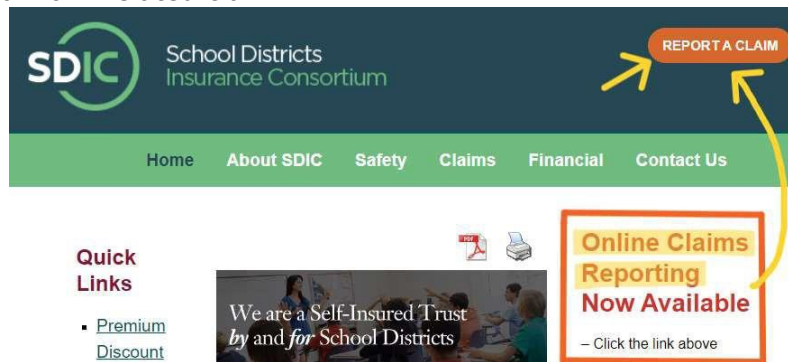 SDIC
School Districts
Insurance Consortium
REPORT A CLAIM
Home About SDIC Safety Claims Financial Contact Us
Quick
Links
▪ Premium
Discount
PDF
We are a Self-Insured Trust
by and for School Districts
Online Claims
Reporting
Now Available
– Click the link above